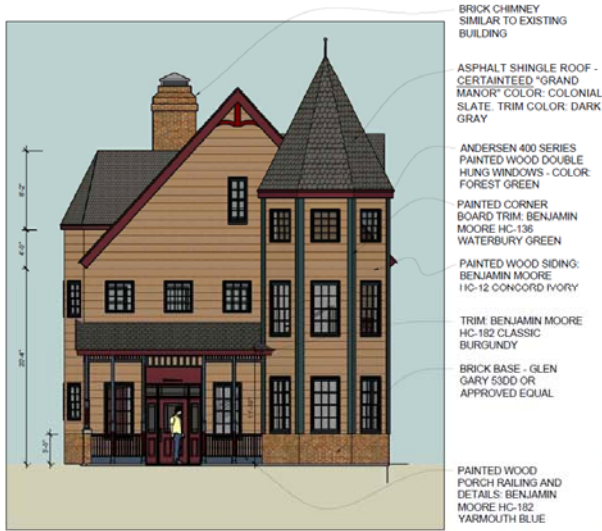 BRICK CHIMNEY
SIMILAR TO EXISTING
BUILDING
ASPHALT SHINGLE ROOF -
CERTAINTEED "GRAND
MANOR" COLOR: COLONIAL
SLATE. TRIM COLOR: DARK
GRAY
ANDERSEN 400 SERIES
PAINTED WOOD DOUBLE
HUNG WINDOWS - COLOR:
FOREST GREEN
PAINTED CORNER
BOARD TRIM: BENJAMIN
MOORE HC-136
WATERBURY GREEN
PAINTED WOOD SIDING:
BENJAMIN MOORE
HC-12 CONCORD IVORY
TRIM: BENJAMIN MOORE
HC-182 CLASSIC
BURGUNDY
BRICK BASE - GLEN
GARY 53DD OR
APPROVED EQUAL
PAINTED WOOD
PORCH RAILING AND
DETAILS: BENJAMIN
MOORE HC-182
YARMOUTH BLUE